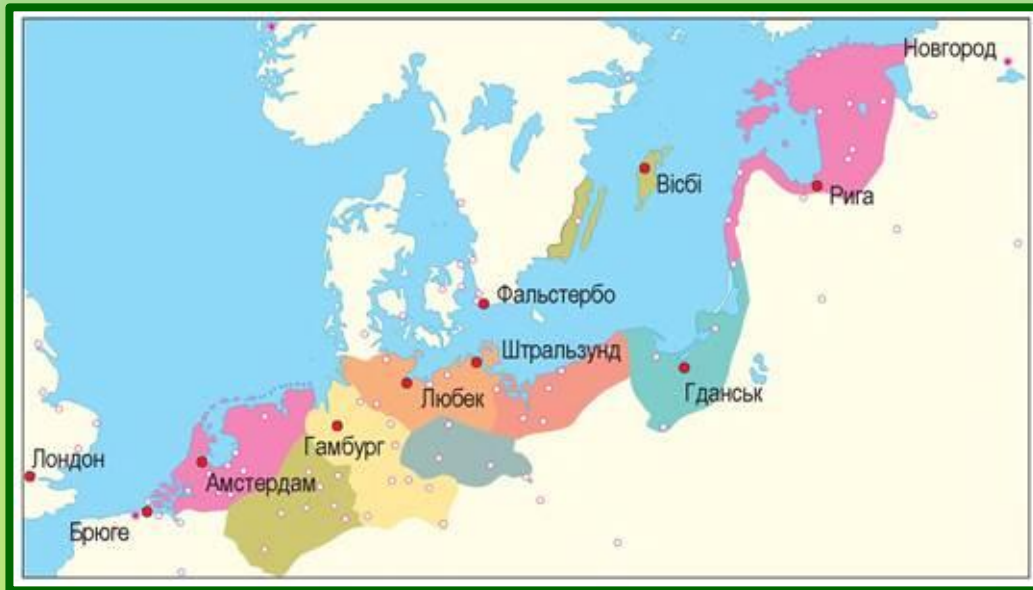 Новгород
Вісбі
Рига
Фальстербо
Штральзунд
Любек
Гданськ
Гамбург
Лондон
Амстердам
Брюге